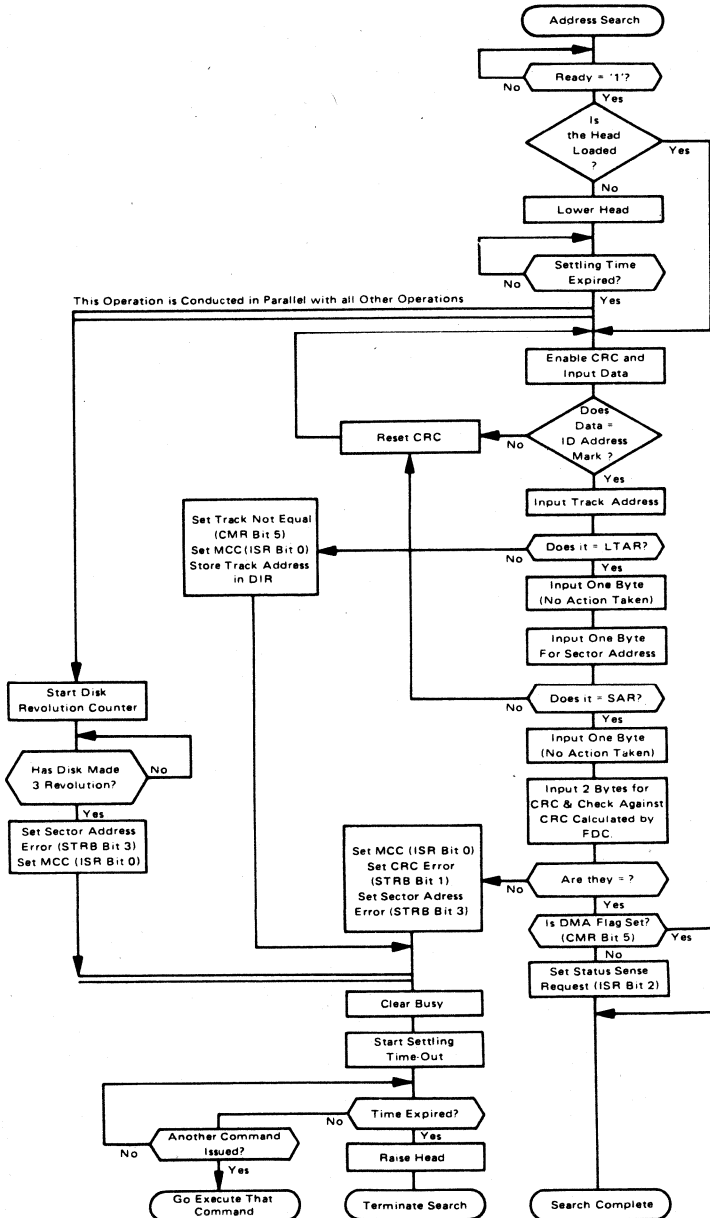 Address Search
Ready = '1'?
No
Yes
Is
the Head
Loaded
?
Yes
No
Lower Head
Settling Time
Expired?
No
Yes
This Operation is Conducted in Parallel with all Other Operations
Enable CRC and
Input Data
Does
Data =
ID Address
Mark ?
No
Yes
Reset CRC
Input Track Address
Set Track Not Equal
(CMR Bit 5)
Set MCC (ISR Bit 0)
Store Track Address
in DIR
Does it = LTAR?
No
Yes
Input One Byte
(No Action Taken)
Input One Byte
For Sector Address
Start Disk
Revolution Counter
Does it = SAR?
No
Yes
Input One Byte
(No Action Taken)
Has Disk Made
3 Revolution?
No
Yes
Input 2 Bytes for
CRC & Check Against
CRC Calculated by
FDC.
Set Sector Address
Error (STRB Bit 3)
Set MCC (ISR Bit 0)
Set MCC (ISR Bit 0)
Set CRC Error
(STRB Bit 1)
Set Sector Adress
Error (STRB Bit 3)
Are they = ?
No
Yes
Is DMA Flag Set?
(CMR Bit 5)
Yes
No
Set Status Sense
Request (ISR Bit 2)
Clear Busy
Start Settling
Time-Out
Time Expired?
No
Yes
Another Command
Issued?
No
Yes
Raise Head
Go Execute That
Command
Terminate Search
Search Complete